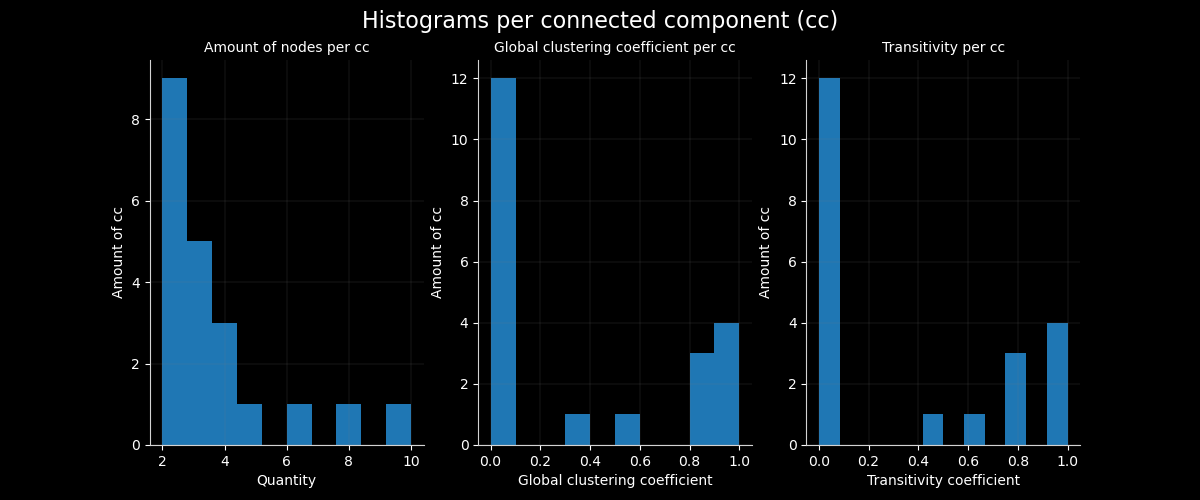 Histograms per connected component (cc)
Amount of nodes per cc
Amount of cc
8
6
4
2
0
2 4 6 8 10
Quantity
Global clustering coefficient per cc
Amount of cc
12
10
8
6
4
2
0
0.0 0.2 0.4 0.6 0.8 1.0
Global clustering coefficient
Transitivity per cc
Amount of cc
12
10
8
6
4
2
0
0.0 0.2 0.4 0.6 0.8 1.0
Transitivity coefficient